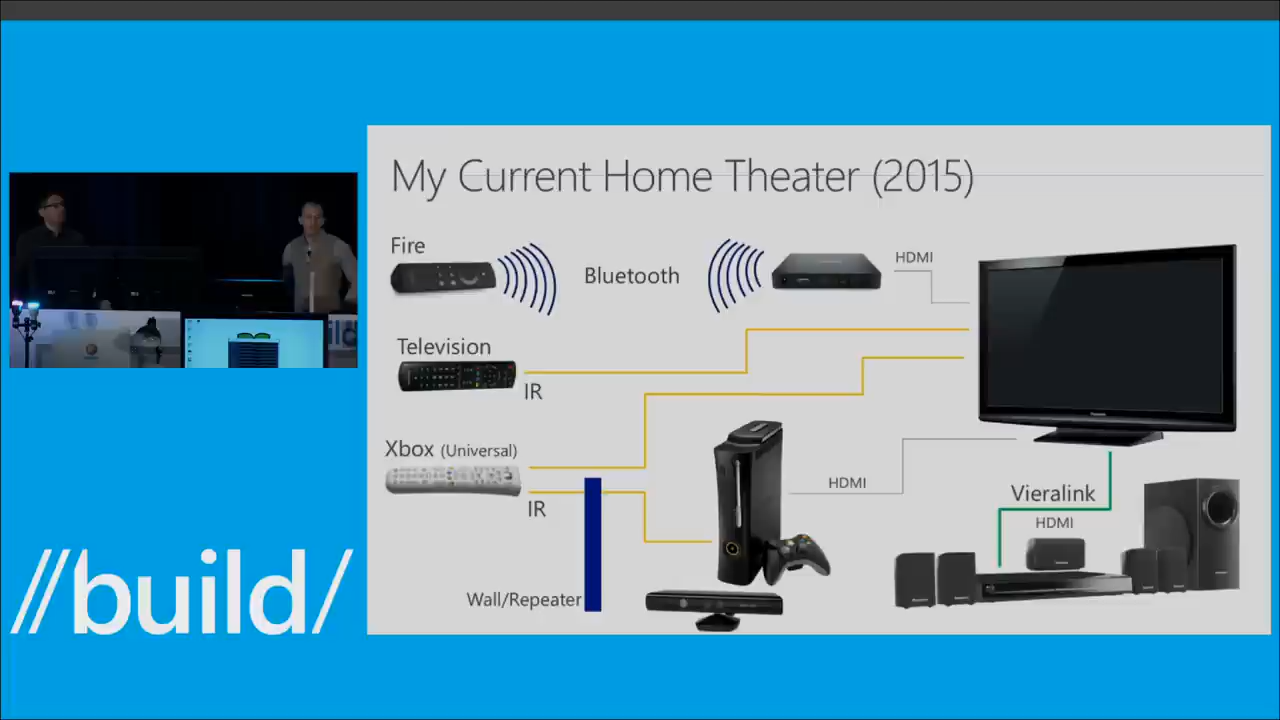 My Current Home Theater (2015)
Fire
Bluetooth
HDMI
Television
IR
Xbox (Universal)
IR
HDMI
Vieralink
HDMI
Wall/Repeater
//build/